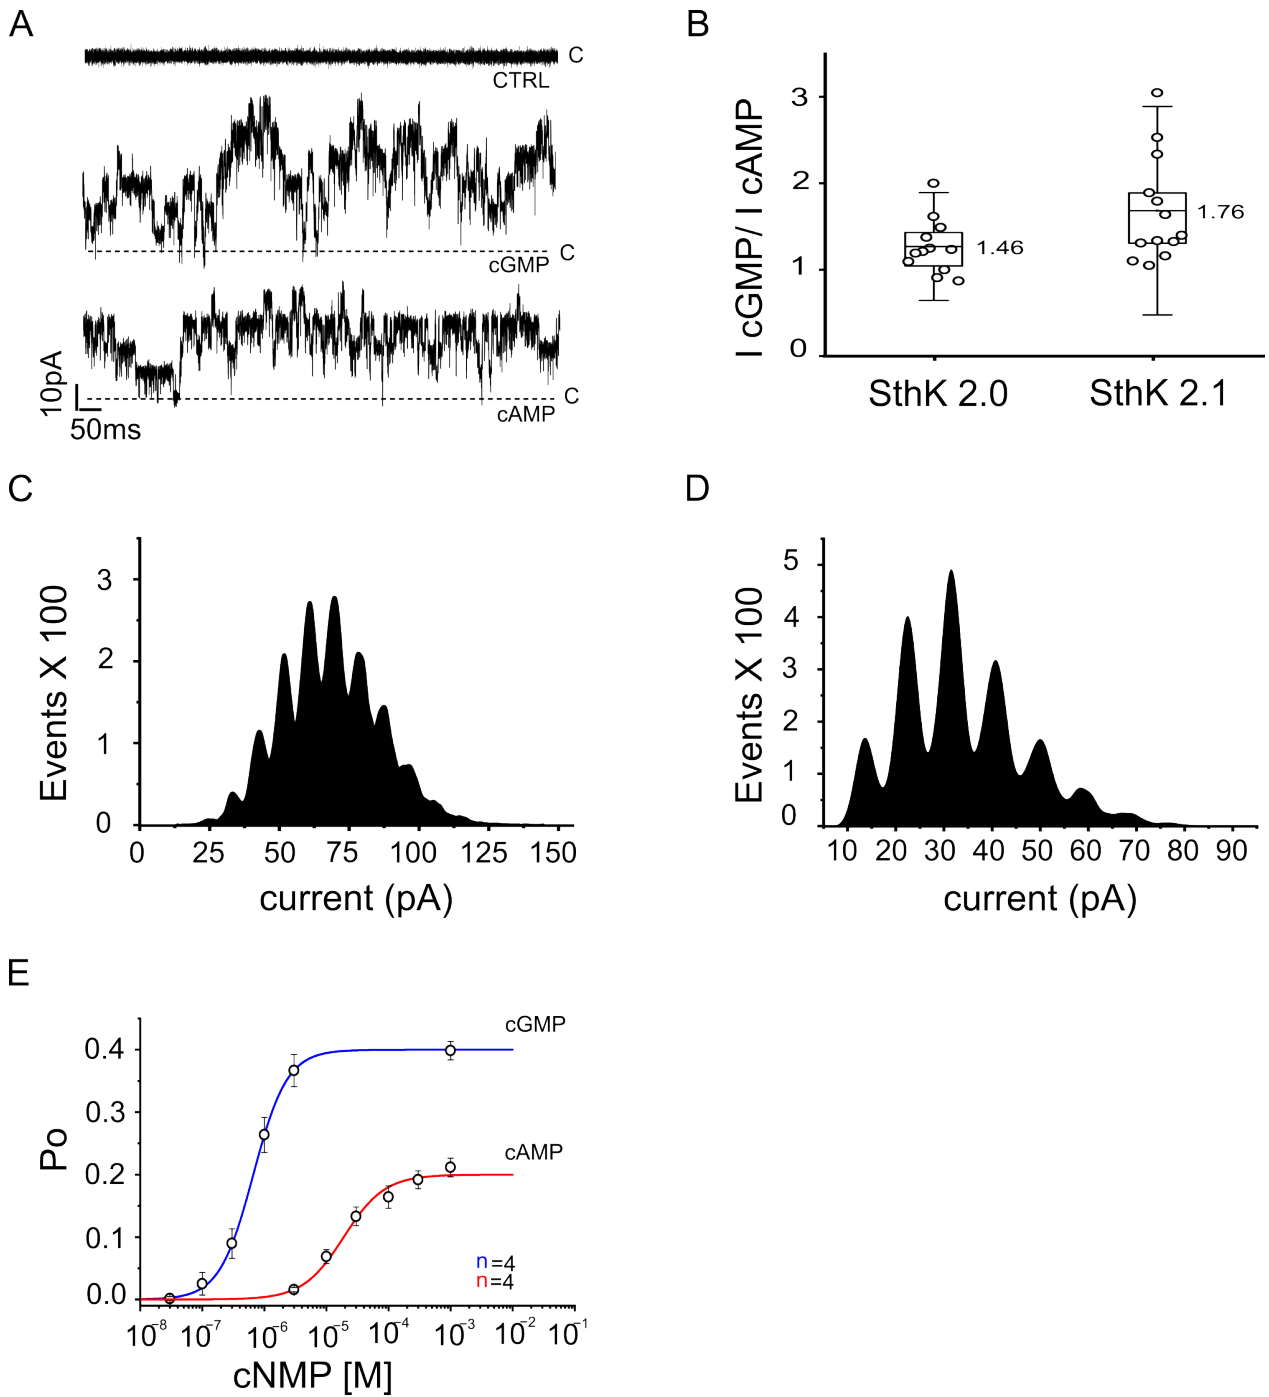 A
C
CTRL
C
cGMP
C
cAMP
10pA
50ms
B
I cGMP/ I cAMP
3
2
1
0
1.46
1.76
SthK 2.0
SthK 2.1
C
Events X 100
3
2
1
0
0 25 50 75 100 125 150
current (pA)
D
Events X 100
5
4
3
2
1
0
10 20 30 40 50 60 70 80 90
current (pA)
E
Po
0.4
0.3
0.2
0.1
0.0
cGMP
cAMP
n=4
n=4
10⁻⁸ 10⁻⁷ 10⁻⁶ 10⁻⁵ 10⁻⁴ 10⁻³ 10⁻² 10⁻¹
cNMP [M]